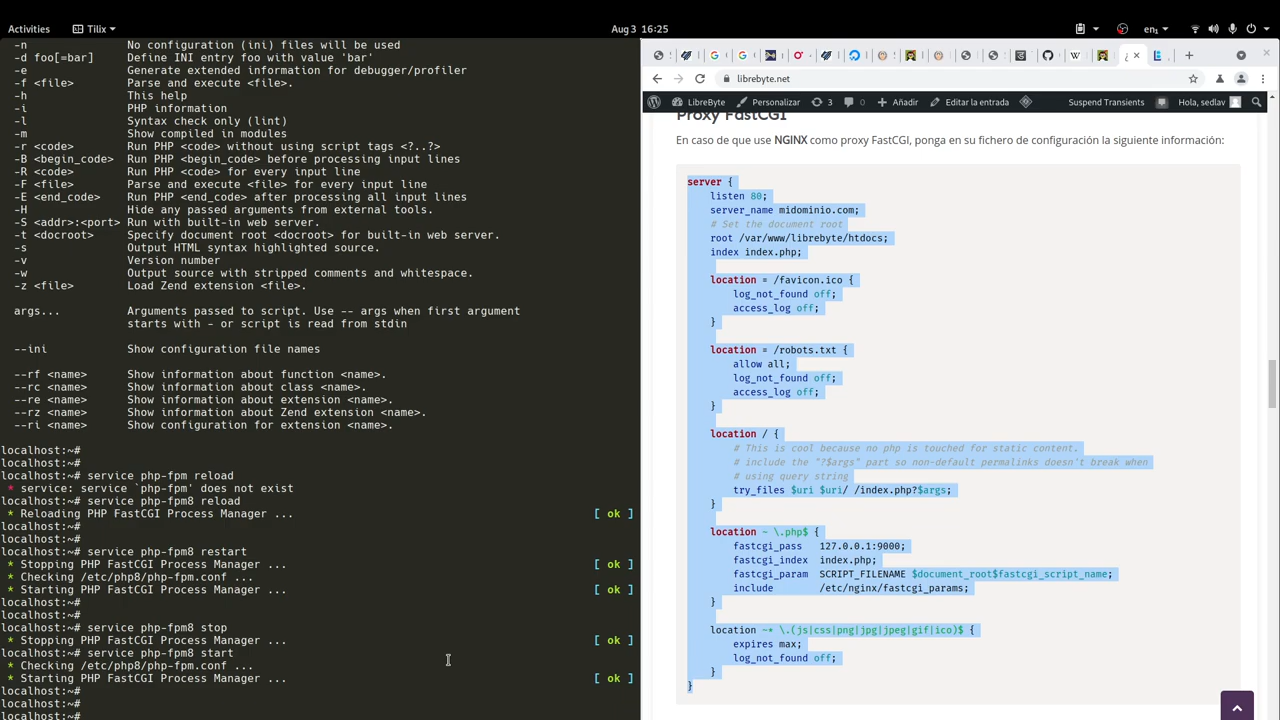 Activities
Tilix
Aug 3 16:25
en₁
-n No configuration (ini) files will be used
-d foo[=bar] Define INI entry foo with value 'bar'
-e Generate extended information for debugger/profiler
-f <file> Parse and execute <file>.
-h This help
-i PHP information
-l Syntax check only (lint)
-m Show compiled in modules
-r <code> Run PHP <code> without using script tags <?..?>
-B <begin_code> Run PHP <begin_code> before processing input lines
-R <code> Run PHP <code> for every input line
-F <file> Parse and execute <file> for every input line
-E <end_code> Run PHP <end_code> after processing all input lines
-H Hide any passed arguments from external tools.
-S <addr>:<port> Run with built-in web server.
-t <docroot> Specify document root <docroot> for built-in web server.
-s Output HTML syntax highlighted source.
-v Version number
-w Output source with stripped comments and whitespace.
-z <file> Load Zend extension <file>.
args... Arguments passed to script. Use -- args when first argument
starts with - or script is read from stdin
--ini Show configuration file names
--rf <name> Show information about function <name>.
--rc <name> Show information about class <name>.
--re <name> Show information about extension <name>.
--rz <name> Show information about Zend extension <name>.
--ri <name> Show configuration for extension <name>.
localhost:~#
localhost:~#
localhost:~# service php-fpm reload
* service: service `php-fpm' does not exist
localhost:~# service php-fpm8 reload
* Reloading PHP FastCGI Process Manager ... [ ok ]
localhost:~#
localhost:~#
localhost:~# service php-fpm8 restart
* Stopping PHP FastCGI Process Manager ... [ ok ]
* Checking /etc/php8/php-fpm.conf ...
* Starting PHP FastCGI Process Manager ... [ ok ]
localhost:~#
localhost:~#
localhost:~# service php-fpm8 stop
* Stopping PHP FastCGI Process Manager ... [ ok ]
localhost:~# service php-fpm8 start
* Checking /etc/php8/php-fpm.conf ...
* Starting PHP FastCGI Process Manager ... [ ok ]
localhost:~#
localhost:~#
localhost:~#
librebyte.net
LibreByte
Personalizar
3
0
Añadir
Editar la entrada
Suspend Transients
Hola, sedlav
Proxy FastCGI
En caso de que use NGINX como proxy FastCGI, ponga en su fichero de configuración la siguiente información:
server {
listen 80;
server_name midominio.com;
# Set the document root
root /var/www/librebyte/htdocs;
index index.php;
location = /favicon.ico {
log_not_found off;
access_log off;
}
location = /robots.txt {
allow all;
log_not_found off;
access_log off;
}
location / {
# This is cool because no php is touched for static content.
# include the "?$args" part so non-default permalinks doesn't break when
# using query string
try_files $uri $uri/ /index.php?$args;
}
location ~ \.php$ {
fastcgi_pass 127.0.0.1:9000;
fastcgi_index index.php;
fastcgi_param SCRIPT_FILENAME $document_root$fastcgi_script_name;
include /etc/nginx/fastcgi_params;
}
location ~* \.(js|css|png|jpg|jpeg|gif|ico)$ {
expires max;
log_not_found off;
}
}